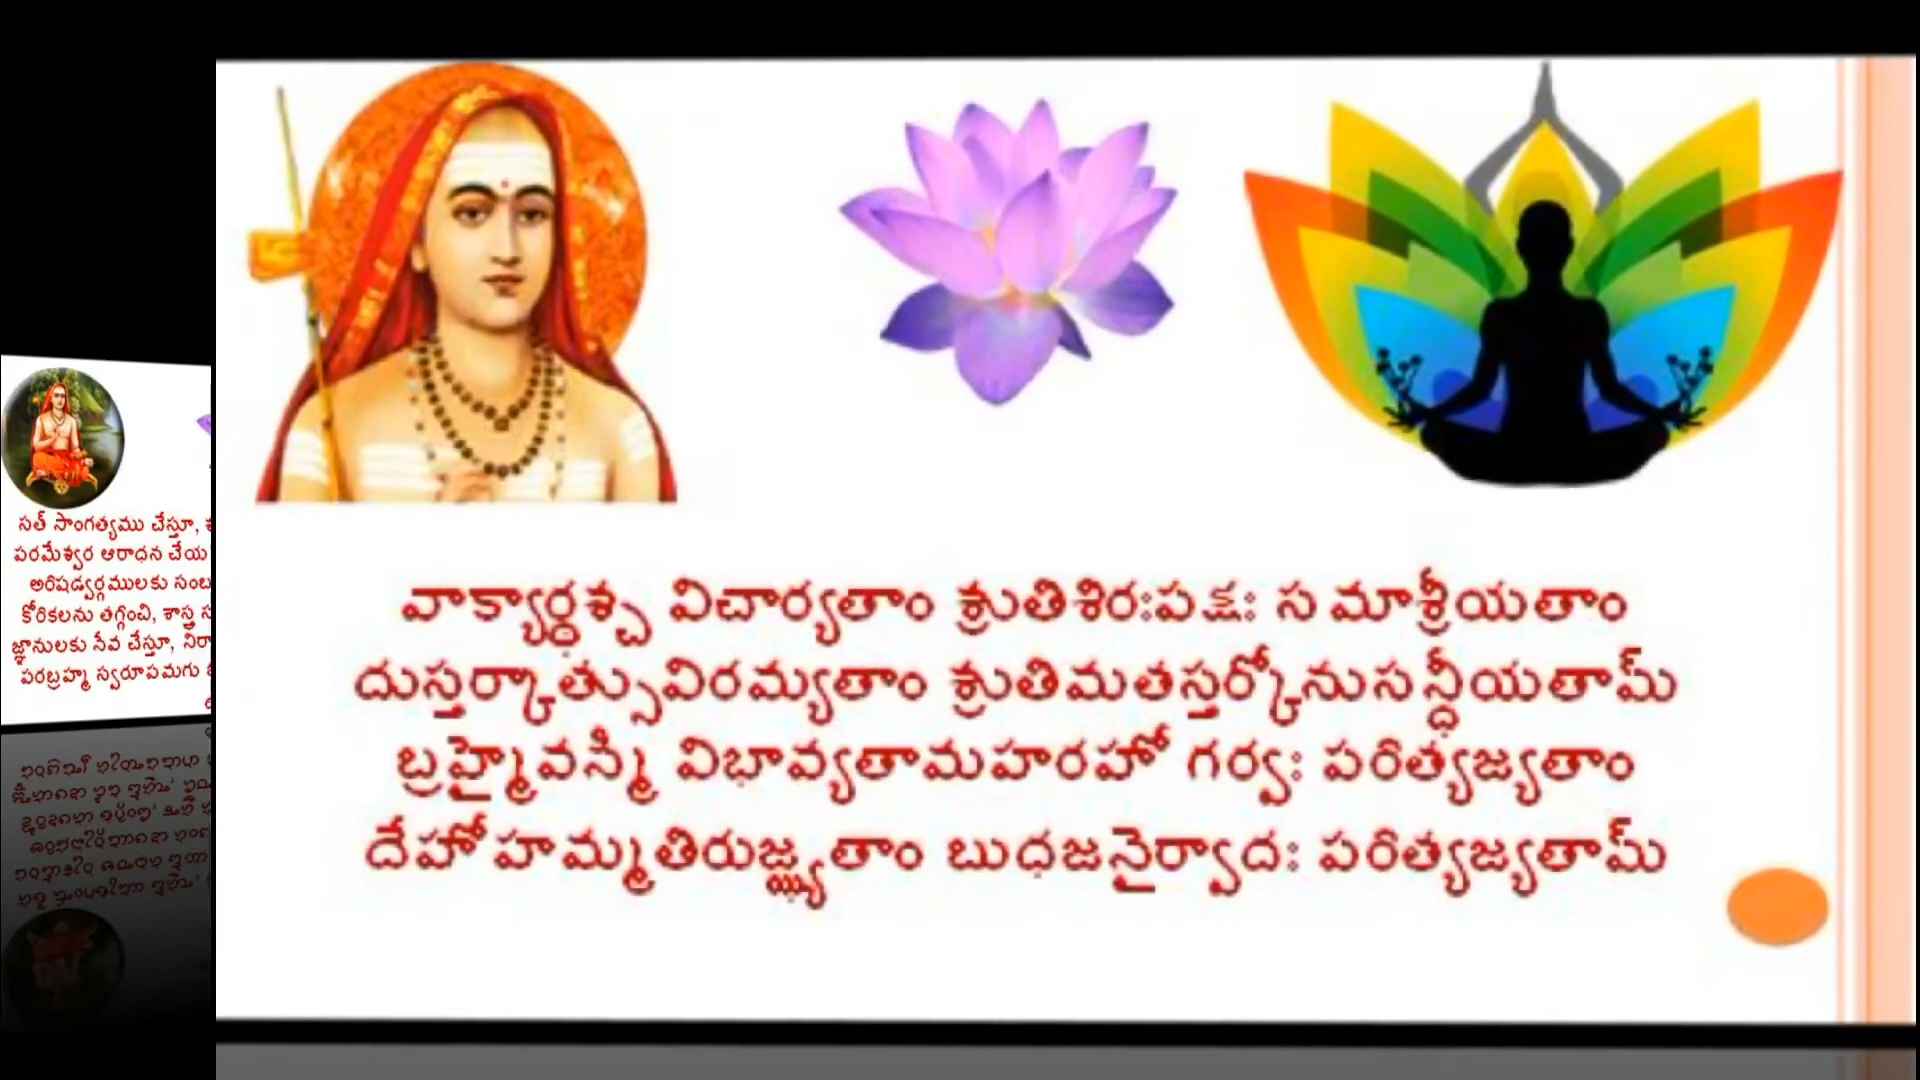 సత్ సాంగత్యము చేస్తూ,
పరమేశ్వర ఆరాధన చేయ
అరిషడ్వర్గములకు సంబ
కోరికలను తగ్గించి, శాస్త్ర
జ్ఞానులకు సేవ చేస్తూ, నిరా
పరబ్రహ్మ స్వరూపమగు
వాక్యార్థశ్చ విచార్యతాం శ్రుతిశిరఃపక్షః సమాశ్రీయతాం
దుస్తర్కాత్సువిరమ్యతాం శ్రుతిమతస్తర్కోనుసన్ధీయతామ్
బ్రహ్మైవస్మి విభావ్యతామహరహో గర్వః పరిత్యజ్యతాం
దేహోహమ్మతిరుజ్ఝ్యతాం బుధజనైర్వాదః పరిత్యజ్యతామ్